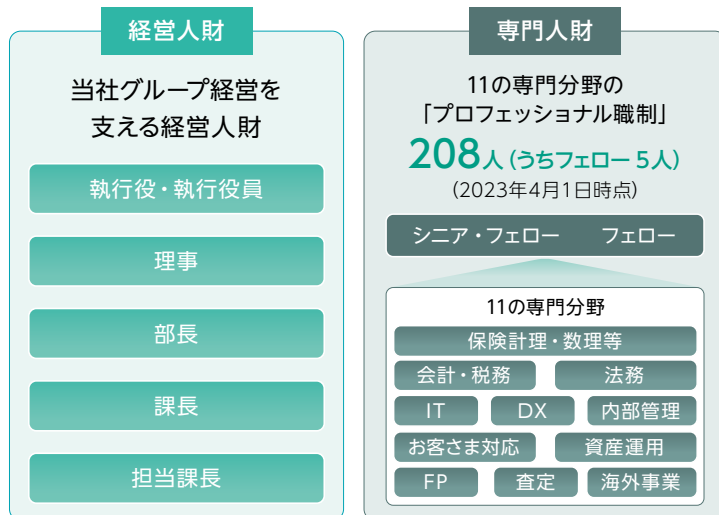 経営人財
当社グループ経営を
支える経営人財
執行役・執行役員
理事
部長
課長
担当課長
専門人財
11の専門分野の
「プロフェッショナル職制」
208人（うちフェロー 5人）
（2023年4月1日時点）
シニア・フェロー フェロー
11の専門分野
保険計理・数理等
会計・税務 法務
IT DX 内部管理
お客さま対応 資産運用
FP 査定 海外事業